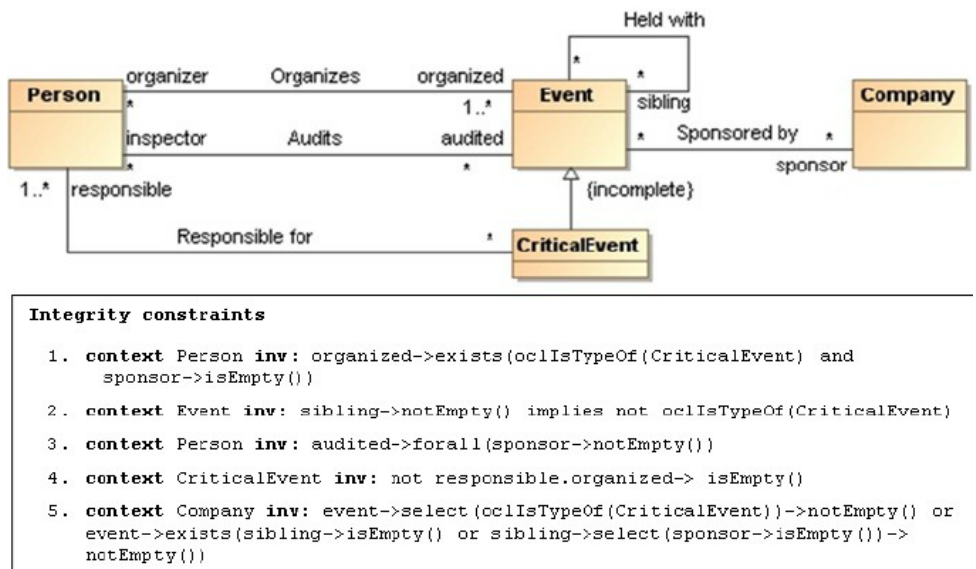 Held with
*
*
sibling
Person
organizer Organizes organized
*
1..*
Event
Company
inspector Audits audited
*
*
* Sponsored by *
sponsor
1..* responsible
{incomplete}
Responsible for *
CriticalEvent
Integrity constraints
1. context Person inv: organized->exists(oclIsTypeOf(CriticalEvent) and
sponsor->isEmpty())
2. context Event inv: sibling->notEmpty() implies not oclIsTypeOf(CriticalEvent)
3. context Person inv: audited->forall(sponsor->notEmpty())
4. context CriticalEvent inv: not responsible.organized-> isEmpty()
5. context Company inv: event->select(oclIsTypeOf(CriticalEvent))->notEmpty() or
event->exists(sibling->isEmpty() or sibling->select(sponsor->isEmpty())->
notEmpty())